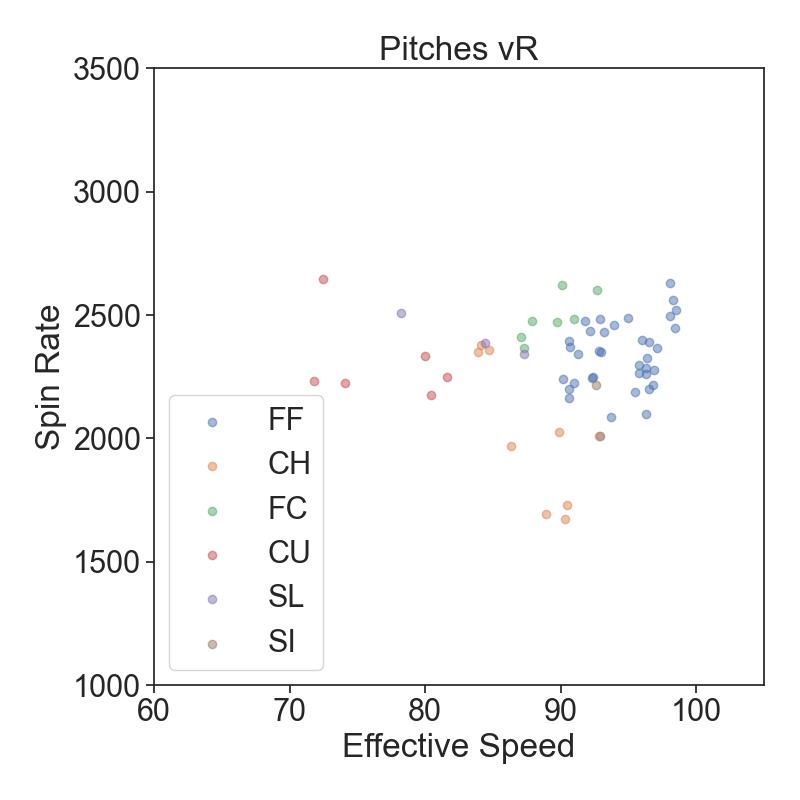 Pitches vR
3500
3000
2500
2000
1500
1000
Spin Rate
FF
CH
FC
CU
SL
SI
60 70 80 90 100
Effective Speed